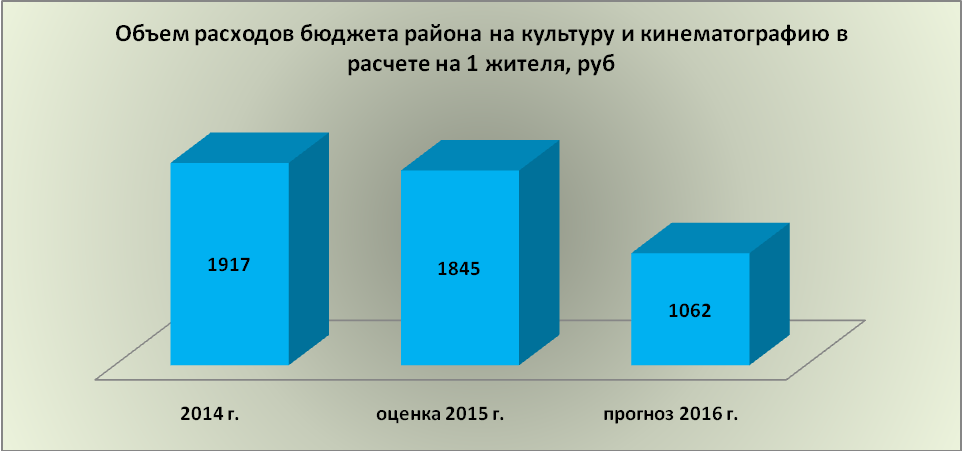 Объем расходов бюджета района на культуру и кинематографию в
расчете на 1 жителя, руб
1917
1845
1062
2014 г.
оценка 2015 г.
прогноз 2016 г.